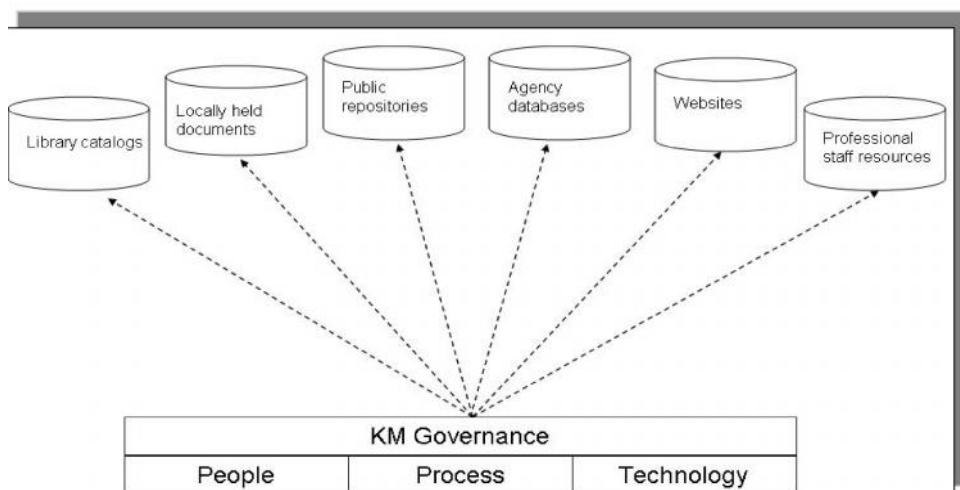 Library catalogs
Locally held
documents
Public
repositories
Agency
databases
Websites
Professional
staff resources
KM Governance
People
Process
Technology